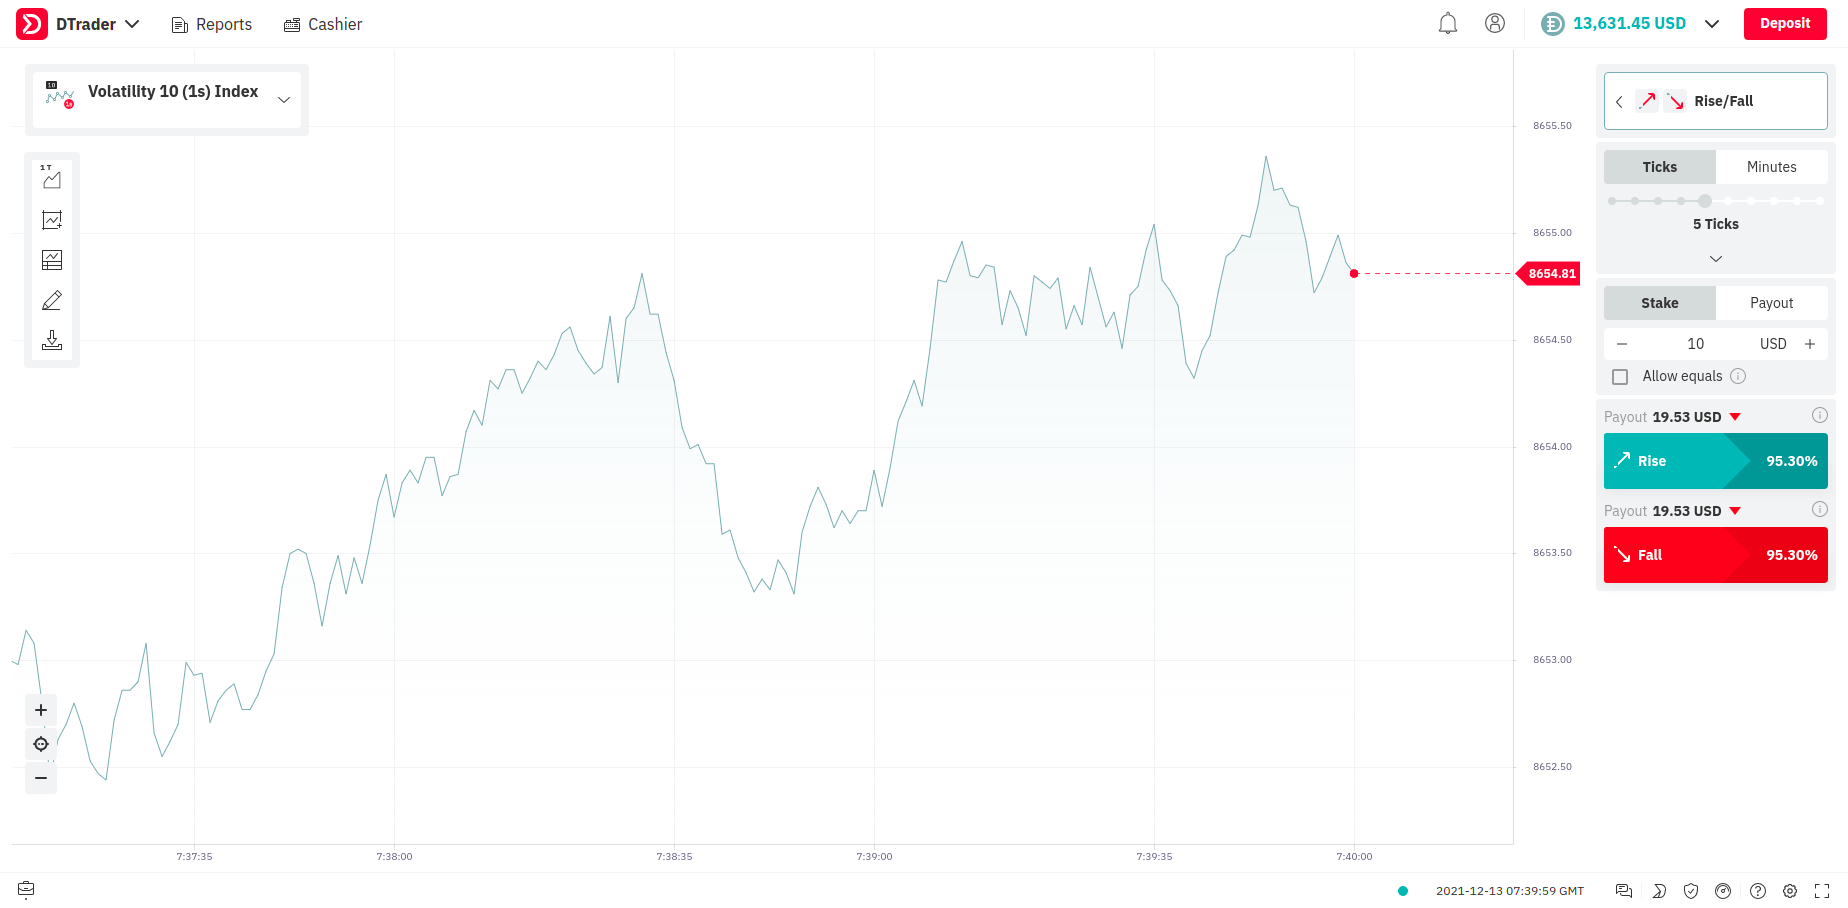 DTrader
Reports
Cashier
13,631.45 USD
Deposit
10
1s
Volatility 10 (1s) Index
1 T
8655.50
8655.00
8654.81
8654.50
8654.00
8653.50
8653.00
8652.50
7:37:35
7:38:00
7:38:35
7:39:00
7:39:35
7:40:00
Rise/Fall
Ticks
Minutes
5 Ticks
Stake
Payout
10
USD
Allow equals
Payout 19.53 USD
Rise
95.30%
Payout 19.53 USD
Fall
95.30%
2021-12-13 07:39:59 GMT